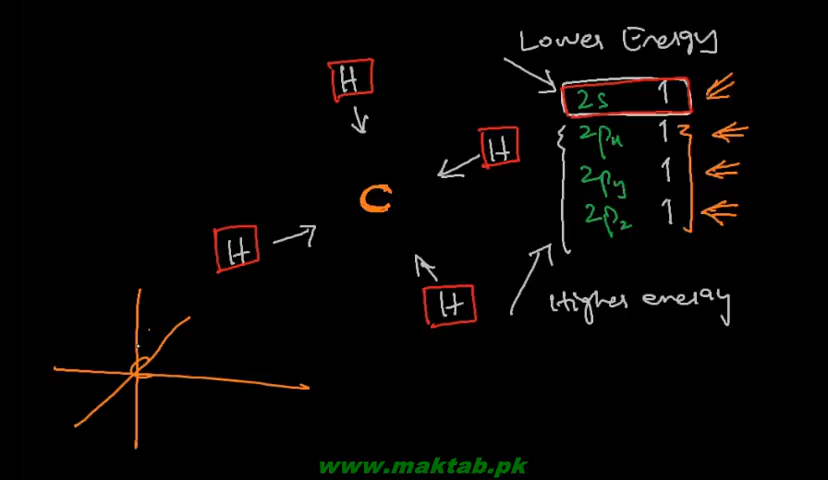 Lower Energy
H
2s 1
2px 1
H
2py 1
C
2pz 1
H
H
Higher energy
www.maktab.pk